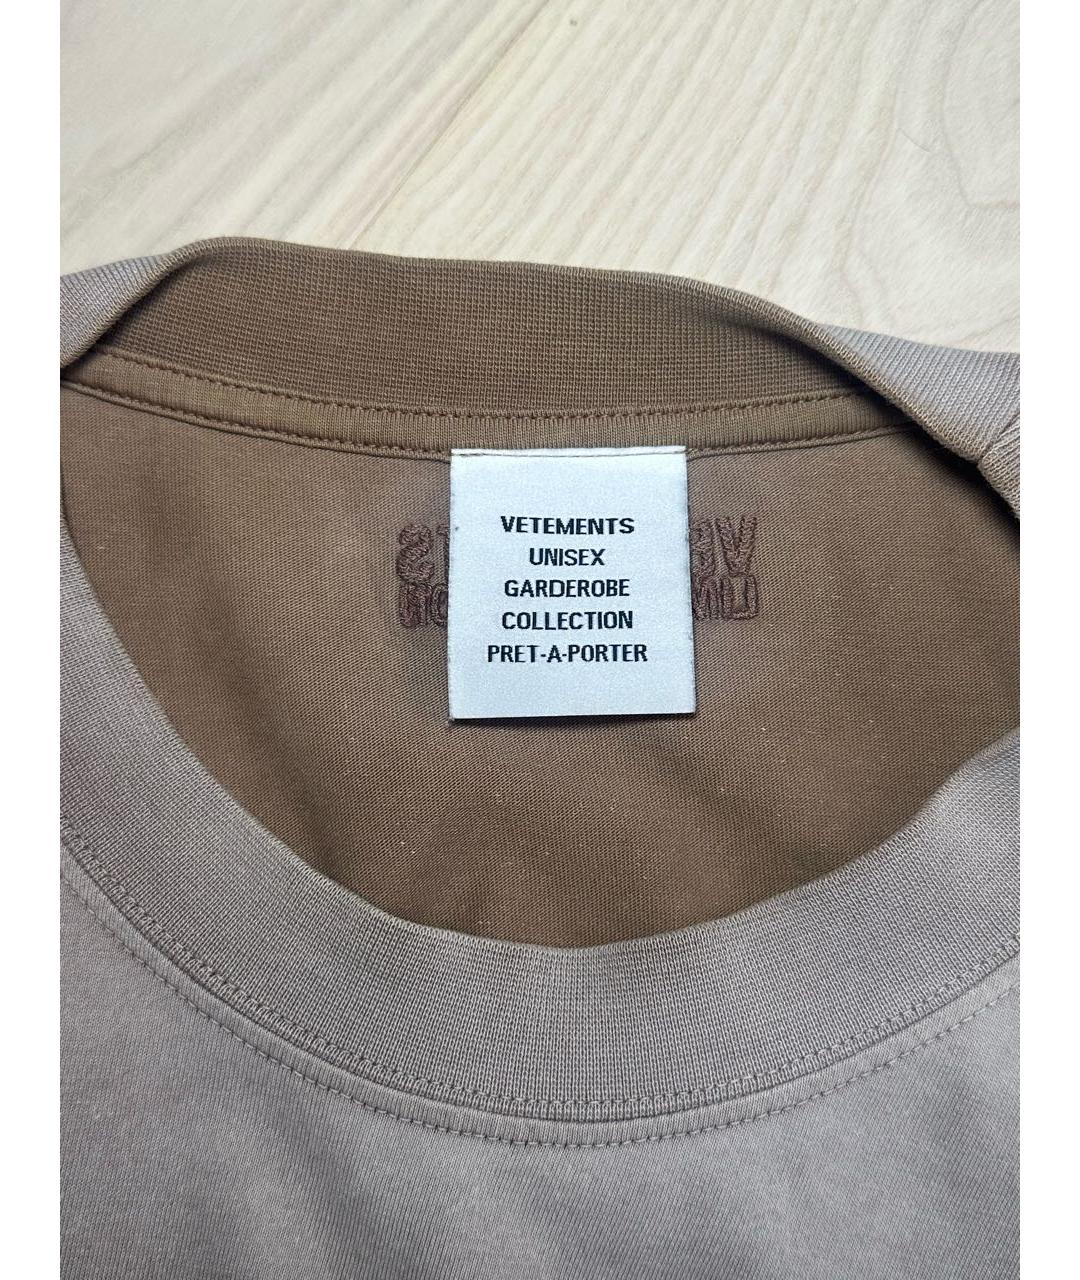 VETEMENTS
UNISEX
GARDEROBE
COLLECTION
PRET-A-PORTER